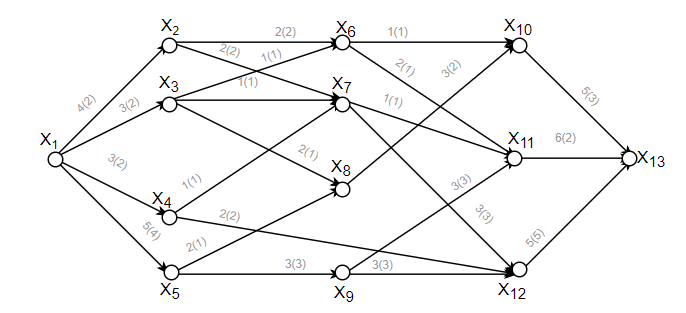 X2
X6
X10
X3
X7
X1
X11
X13
X8
X4
X5
X9
X12
4(2)
3(2)
3(2)
5(4)
2(2)
2(2)
1(1)
1(1)
2(1)
1(1)
2(2)
2(1)
3(3)
1(1)
2(1)
1(1)
3(3)
3(2)
3(3)
3(3)
5(3)
6(2)
5(5)